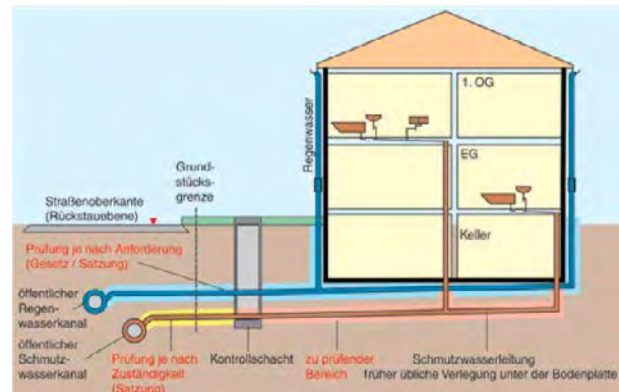 1. OG
Regenwasser
EG
Grund-
stücks-
grenze
Straßenoberkante
(Rückstauebene)
Keller
Prüfung je nach Anforderung
(Gesetz / Satzung)
öffentlicher
Regen-
wasserkanal
öffentlicher
Schmutz-
wasserkanal
Prüfung je nach
Zuständigkeit
(Satzung)
Kontrollschacht
zu prüfender
Bereich
Schmutzwasserleitung
früher übliche Verlegung unter der Bodenplatte